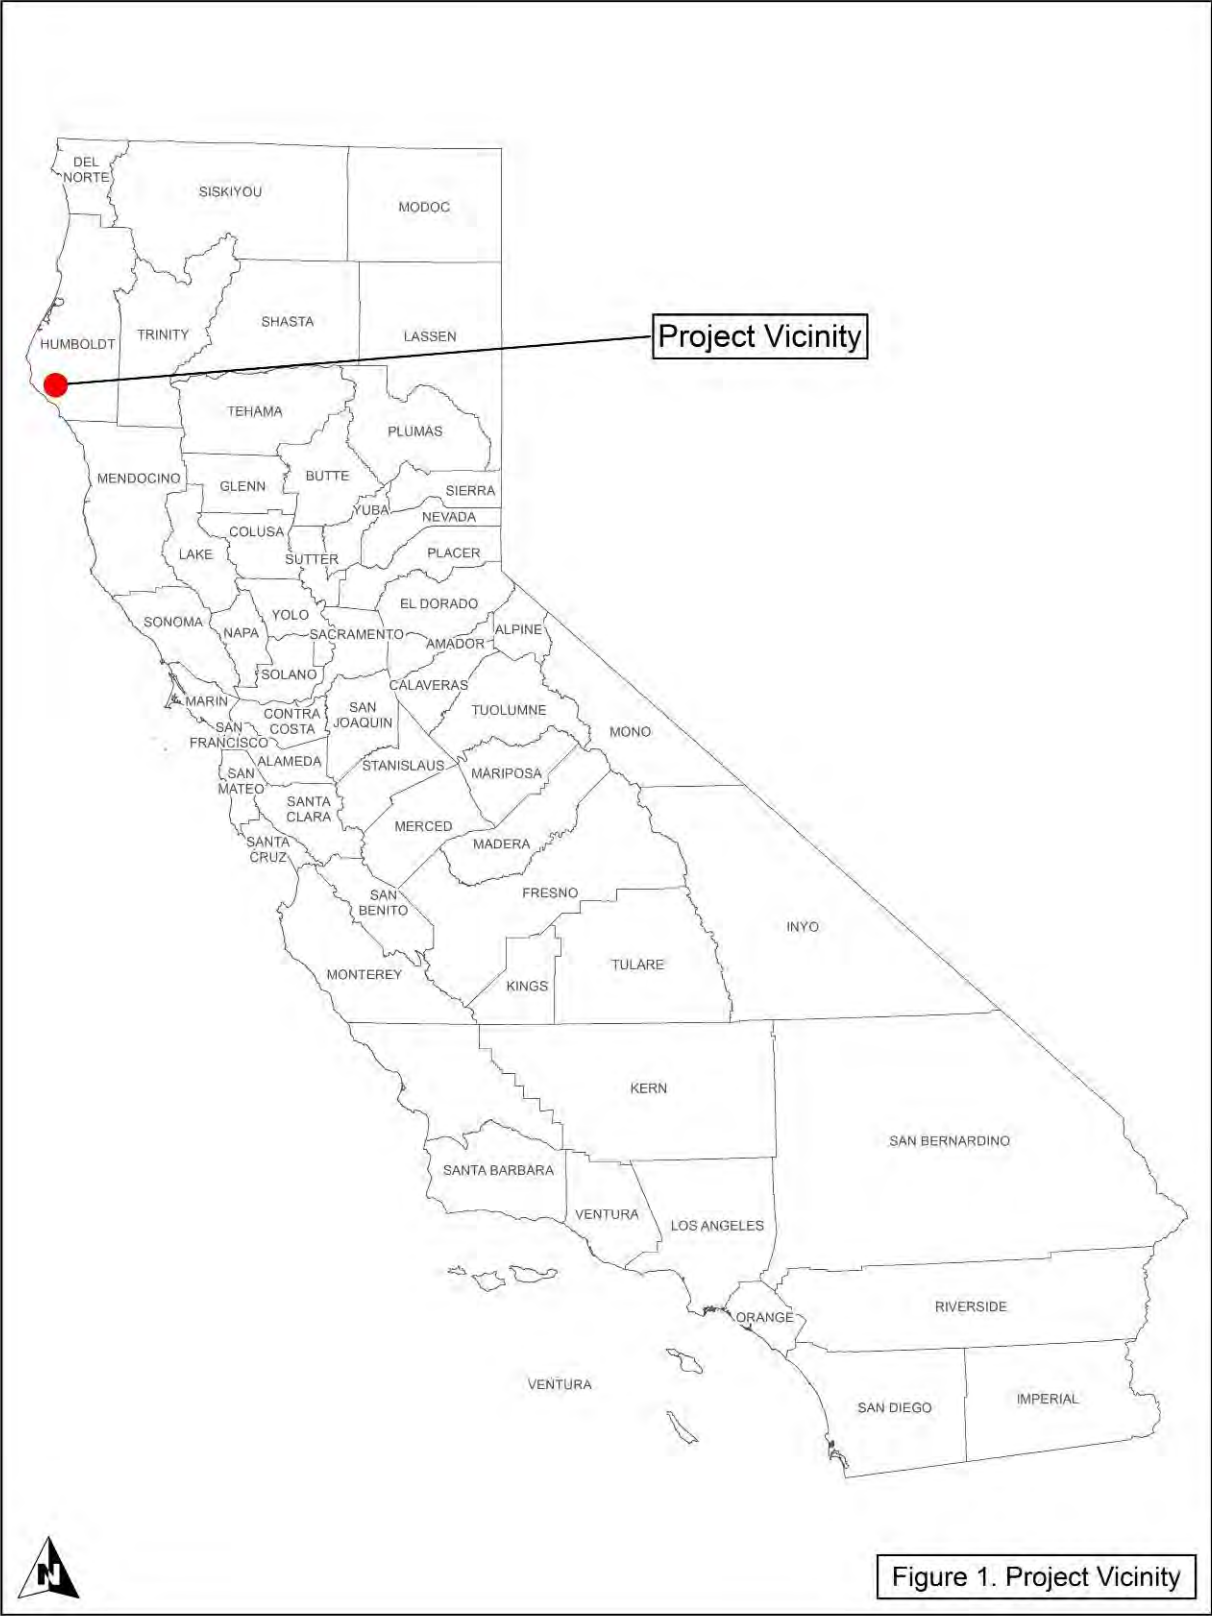 DEL
NORTE
SISKIYOU
MODOC
HUMBOLDT
TRINITY
SHASTA
LASSEN
Project Vicinity
TEHAMA
PLUMAS
MENDOCINO
GLENN
BUTTE
SIERRA
YUBA
NEVADA
COLUSA
LAKE
SUTTER
PLACER
EL DORADO
SONOMA
NAPA
YOLO
SACRAMENTO
ALPINE
AMADOR
SOLANO
CALAVERAS
MARIN
CONTRA
COSTA
SAN
JOAQUIN
TUOLUMNE
SAN
FRANCISCO
MONO
ALAMEDA
STANISLAUS
MARIPOSA
SAN
MATEO
SANTA
CLARA
MERCED
MADERA
SANTA
CRUZ
FRESNO
SAN
BENITO
INYO
MONTEREY
KINGS
TULARE
KERN
SAN BERNARDINO
SANTA BARBARA
VENTURA
LOS ANGELES
ORANGE
RIVERSIDE
VENTURA
SAN DIEGO
IMPERIAL
N
Figure 1. Project Vicinity